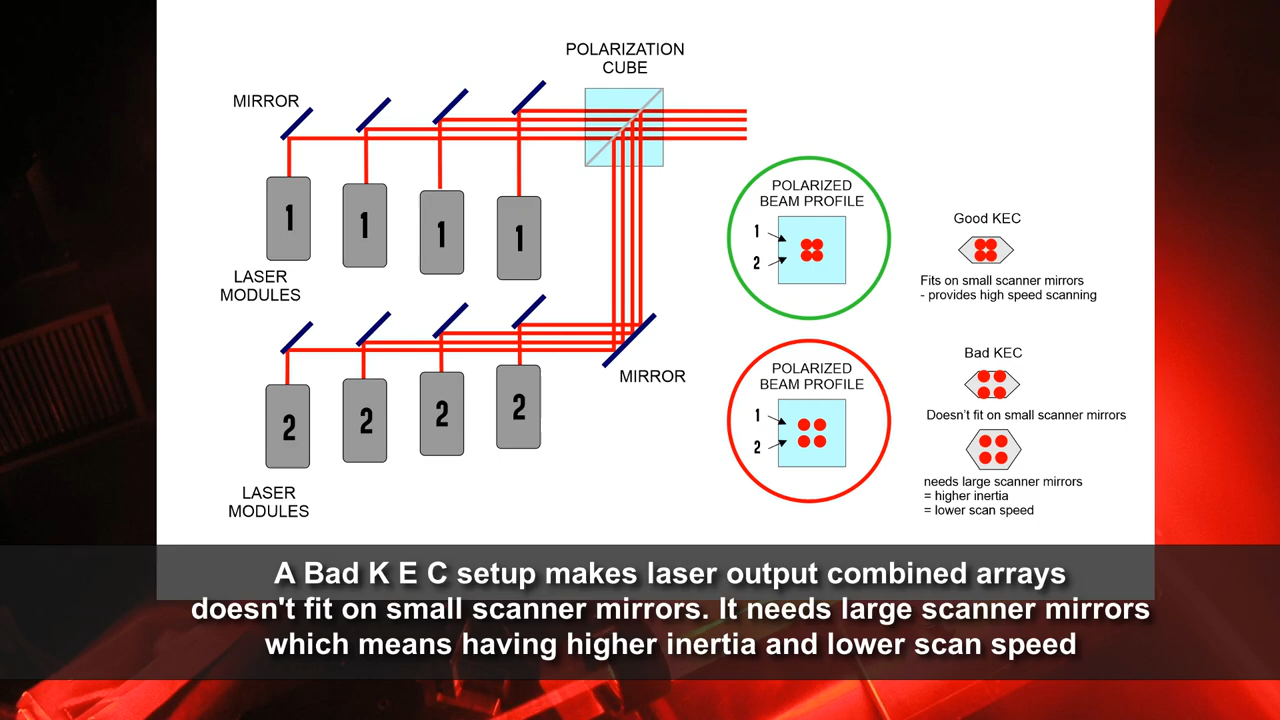 POLARIZATION
CUBE
MIRROR
1
1
1
1
LASER
MODULES
2
2
2
2
LASER
MODULES
MIRROR
POLARIZED
BEAM PROFILE
1
2
Good KEC
Fits on small scanner mirrors
- provides high speed scanning
POLARIZED
BEAM PROFILE
1
2
Bad KEC
Doesn't fit on small scanner mirrors
needs large scanner mirrors
= higher inertia
= lower scan speed
A Bad K E C setup makes laser output combined arrays
doesn't fit on small scanner mirrors. It needs large scanner mirrors
which means having higher inertia and lower scan speed